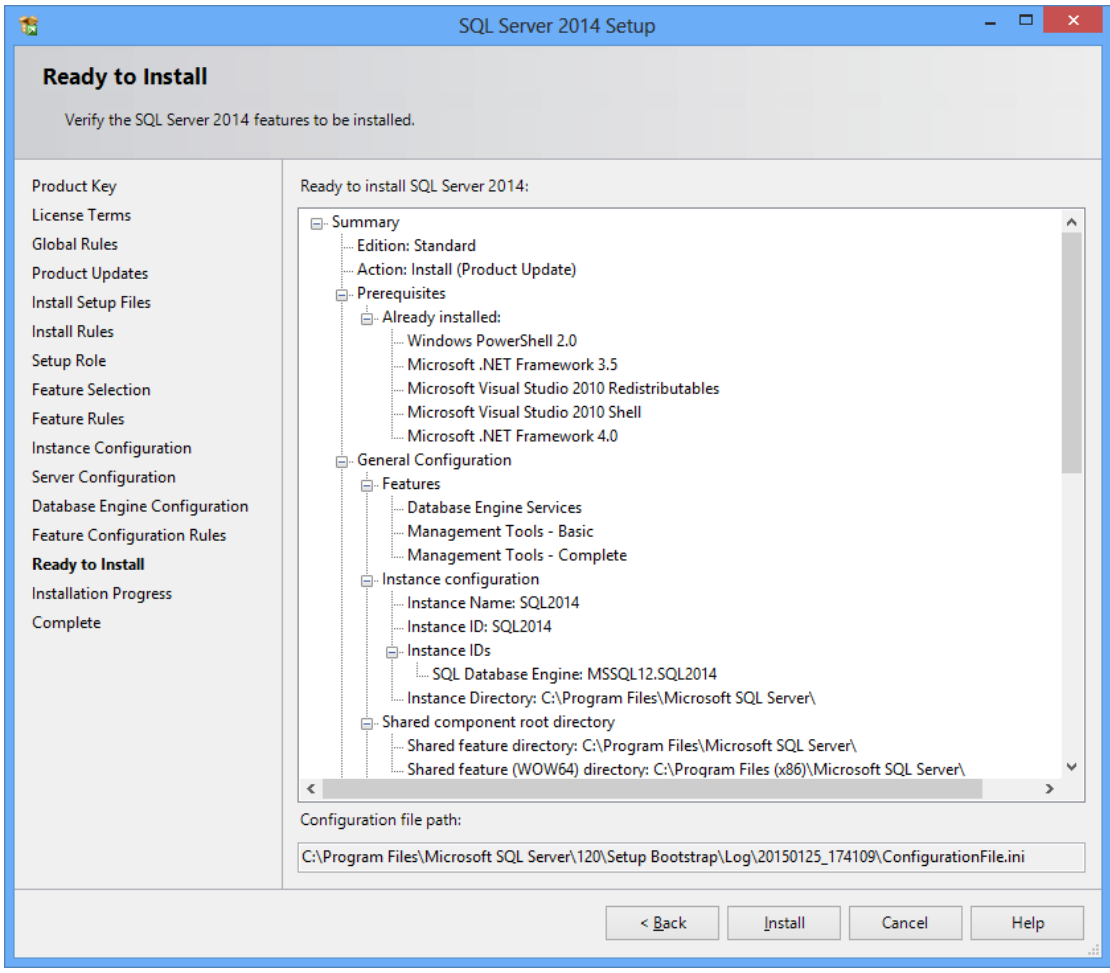 SQL Server 2014 Setup
Ready to Install
Verify the SQL Server 2014 features to be installed.
Product Key
License Terms
Global Rules
Product Updates
Install Setup Files
Install Rules
Setup Role
Feature Selection
Feature Rules
Instance Configuration
Server Configuration
Database Engine Configuration
Feature Configuration Rules
Ready to Install
Installation Progress
Complete
Ready to install SQL Server 2014:
Summary
Edition: Standard
Action: Install (Product Update)
Prerequisites
Already installed:
Windows PowerShell 2.0
Microsoft .NET Framework 3.5
Microsoft Visual Studio 2010 Redistributables
Microsoft Visual Studio 2010 Shell
Microsoft .NET Framework 4.0
General Configuration
Features
Database Engine Services
Management Tools - Basic
Management Tools - Complete
Instance configuration
Instance Name: SQL2014
Instance ID: SQL2014
Instance IDs
SQL Database Engine: MSSQL12.SQL2014
Instance Directory: C:\Program Files\Microsoft SQL Server\
Shared component root directory
Shared feature directory: C:\Program Files\Microsoft SQL Server\
Shared feature (WOW64) directory: C:\Program Files (x86)\Microsoft SQL Server\
Configuration file path:
C:\Program Files\Microsoft SQL Server\120\Setup Bootstrap\Log\20150125_174109\ConfigurationFile.ini
< Back
Install
Cancel
Help